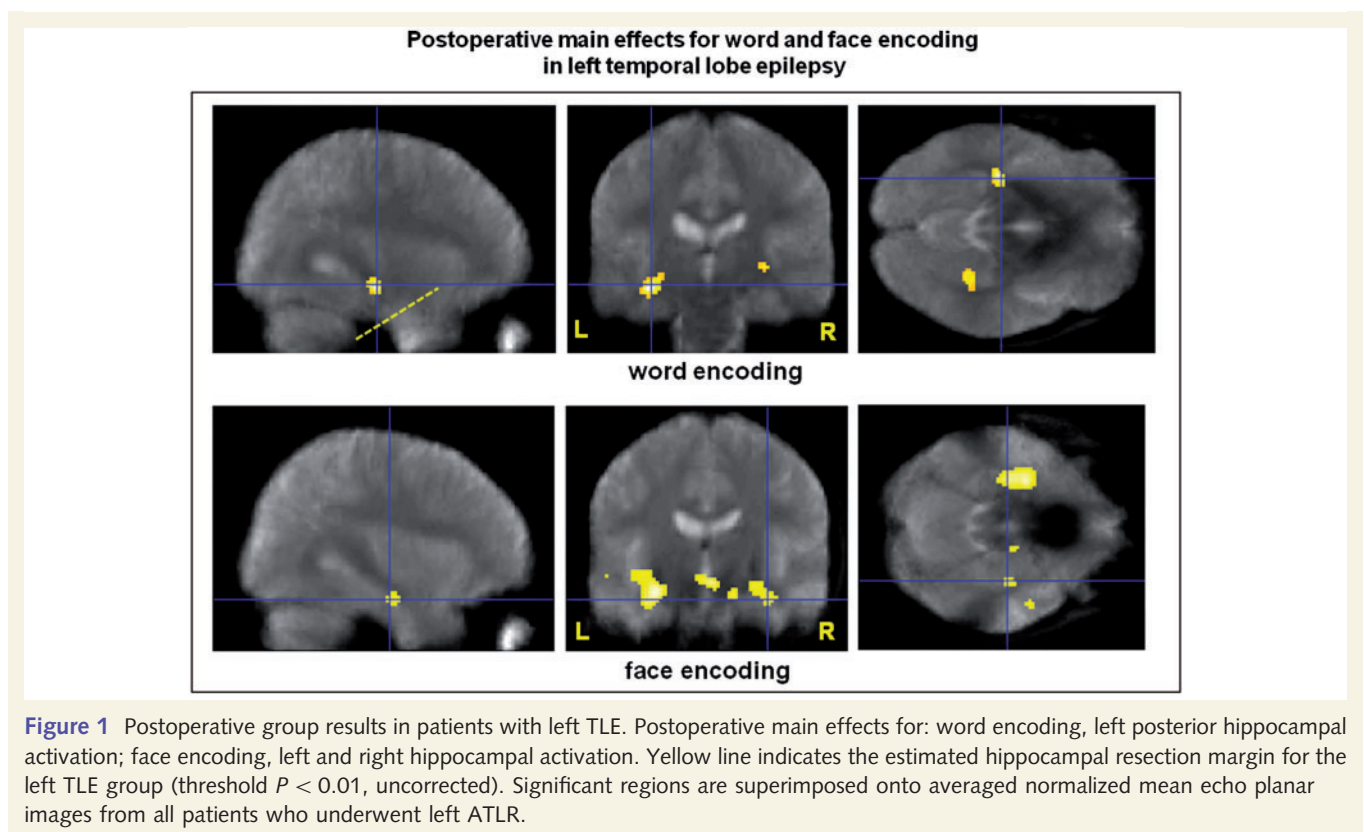 Postoperative main effects for word and face encoding
in left temporal lobe epilepsy
L
R
word encoding
L
R
face encoding
Figure 1 Postoperative group results in patients with left TLE. Postoperative main effects for: word encoding, left posterior hippocampal
activation; face encoding, left and right hippocampal activation. Yellow line indicates the estimated hippocampal resection margin for the
left TLE group (threshold P < 0.01, uncorrected). Significant regions are superimposed onto averaged normalized mean echo planar
images from all patients who underwent left ATLR.